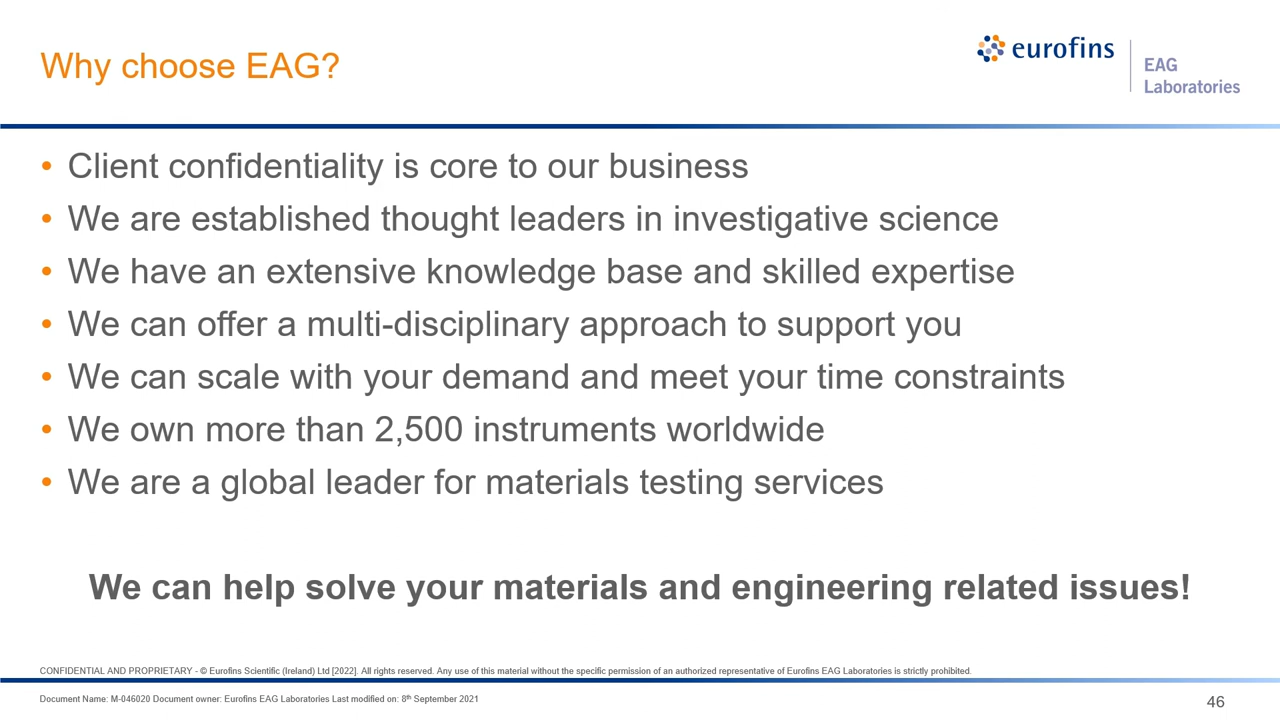 Why choose EAG?
eurofins
EAG
Laboratories
• Client confidentiality is core to our business
• We are established thought leaders in investigative science
• We have an extensive knowledge base and skilled expertise
• We can offer a multi-disciplinary approach to support you
• We can scale with your demand and meet your time constraints
• We own more than 2,500 instruments worldwide
• We are a global leader for materials testing services
We can help solve your materials and engineering related issues!
CONFIDENTIAL AND PROPRIETARY - © Eurofins Scientific (Ireland) Ltd [2022]. All rights reserved. Any use of this material without the specific permission of an authorized representative of Eurofins EAG Laboratories is strictly prohibited.
Document Name: M-046020 Document owner: Eurofins EAG Laboratories Last modified on: 8th September 2021
46